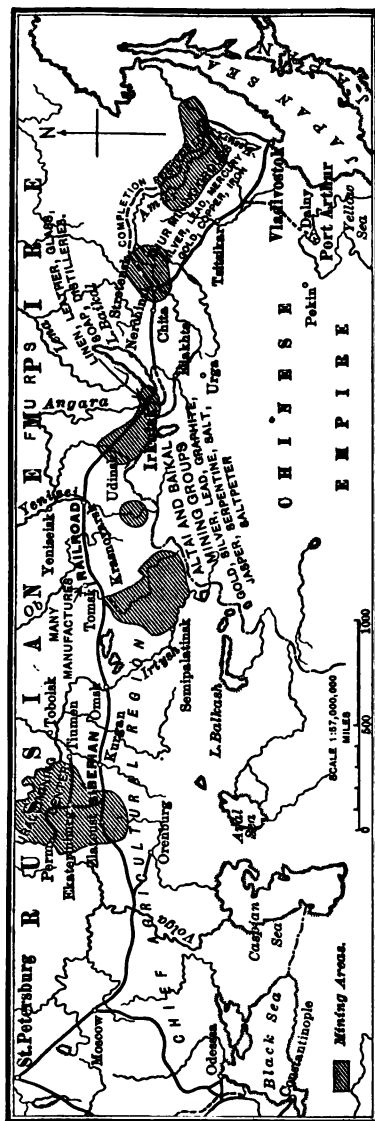 RUSSIAN EMPIRE
FURS
N
St. Petersburg
Moscow
Perm
Ekaterinburg
Zlatoust
Tobolsk
Tiumen
Kurgan
Omsk
Orenburg
Volga
CHIEF AGRICULTURAL REGION
SIBERIAN RAILROAD
MANY
MANUFACTURES
Tomsk
Irtysh
Semipalatinsk
Yeniseisk
Yenisei
Krasnoyarsk
Udinsk
Angara
Irkutsk
L. Baikal
LEATHER, GLASS,
SOAP,
DISTILLERIES.
Kiakhta
Urga
Chita
Stretensk
Nerchinsk
COMPLETION
SILVER, LEAD, MERCURY
GOLD, COPPER, IRON
Tsitsikar
Vladivostok
JAPAN SEA
Dalny
Port Arthur
Yellow
Sea
Pekin
CHINESE
EMPIRE
ALTAI AND BAIKAL
MINING GROUPS
SILVER, LEAD, GRAPHITE,
SERPENTINE, SALT,
GOLD, SILVER
JASPER, SALTPETER
L. Balkash
Aral
Sea
Caspian
Sea
Black Sea
Odessa
Constantinople
Mining Areas.
SCALE 1:57,000,000
MILES
0 500 1000